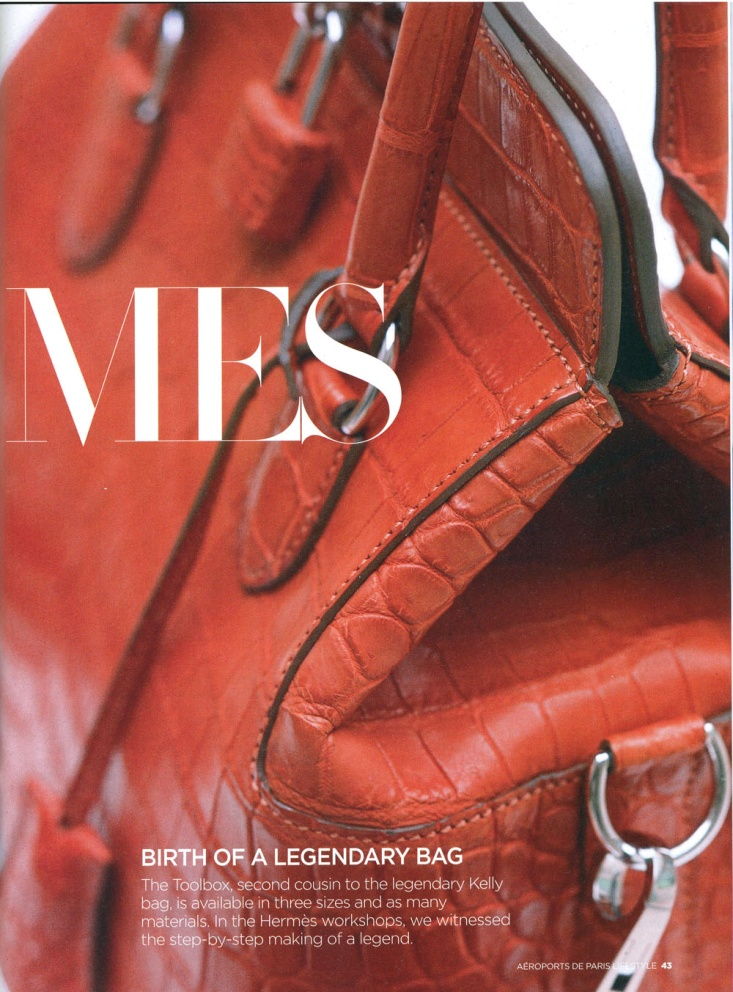 MES
BIRTH OF A LEGENDARY BAG
The Toolbox, second cousin to the legendary Kelly
bag, is available in three sizes and as many
materials. In the Hermès workshops, we witnessed
the step-by-step making of a legend.
AÉROPORTS DE PARIS LIFESTYLE 43